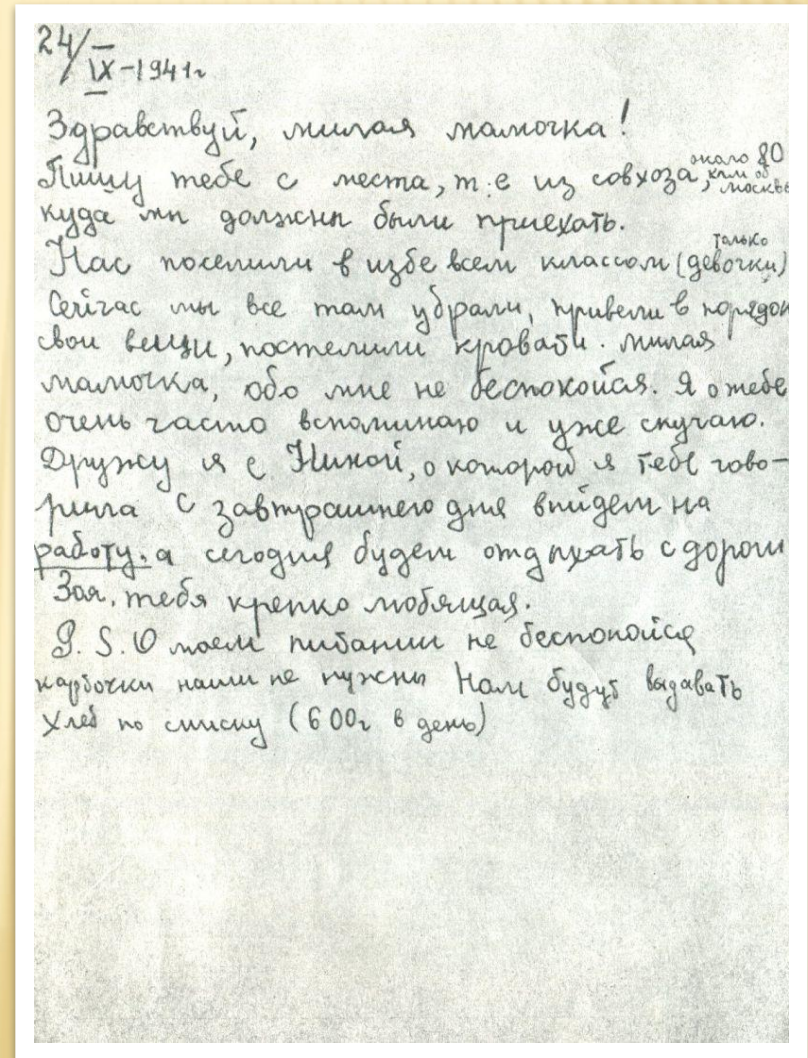 24/IX-1941г
Здравствуй, милая мамочка!
Пишу тебе с места, т.е из совхоза, около 80 клм от москвы
куда мы должны были приехать.
Нас поселили в избе всем классом (только девочки)
Сейчас мы все там убрали, привели в порядок
свои вещи, постелили кровати. милая
мамочка, обо мне не беспокойся. Я о тебе
очень часто вспоминаю и уже скучаю.
Дружу я с Ниной, о которой я тебе гово-
рила С завтрашнего дня выйдем на
работу. а сегодня будем отдыхать с дороги
Зоя, тебя крепко любящая.
P.S. О моем питании не беспокойся
карточки наши не нужны Нам будут выдавать
хлеб по списку (600г в день)